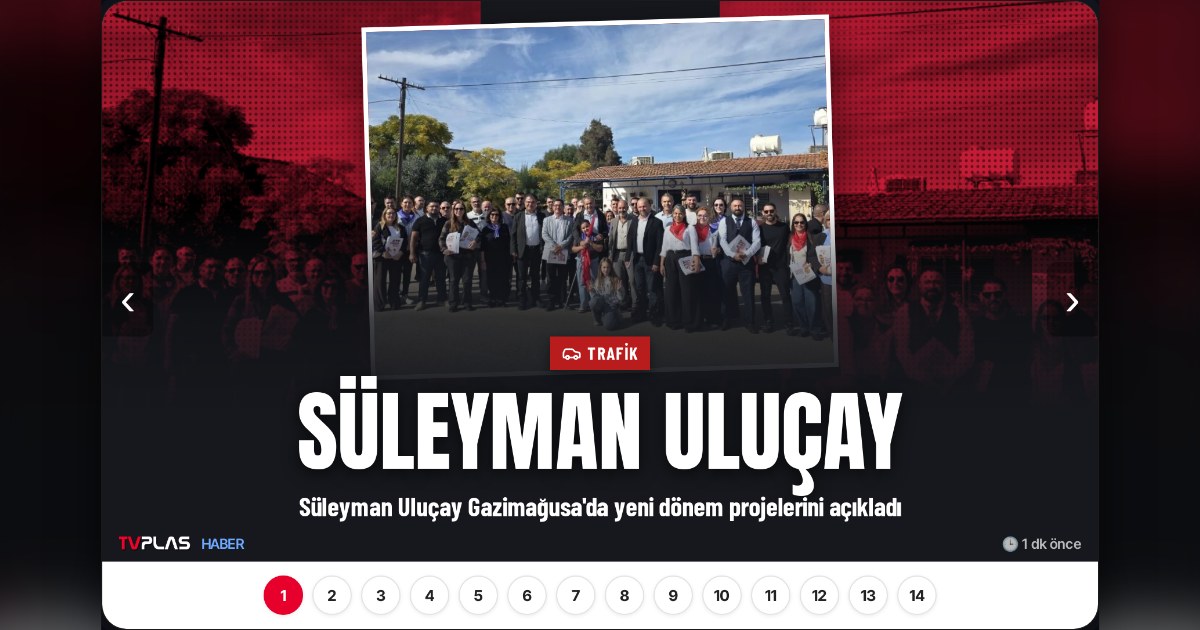 TRAFİK
SÜLEYMAN ULUÇAY
Süleyman Uluçay Gazimağusa'da yeni dönem projelerini açıkladı
TVPLAS HABER
1 dk önce
1 2 3 4 5 6 7 8 9 10 11 12 13 14